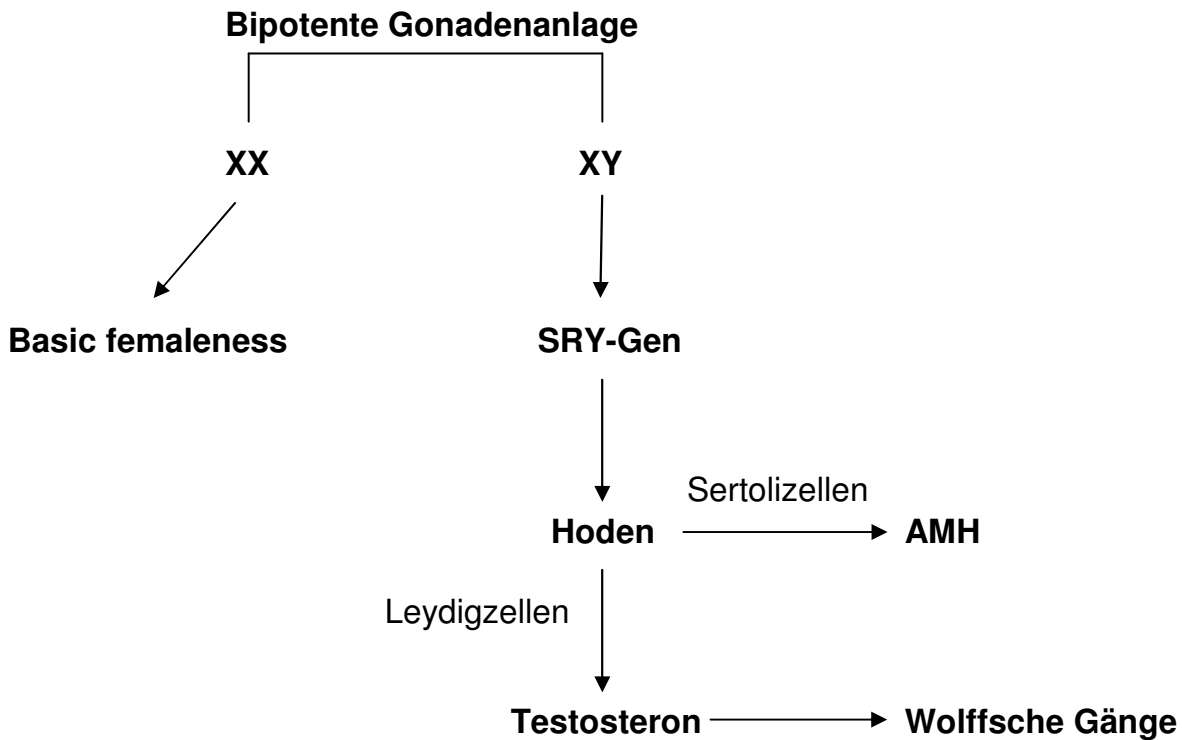 Bipotente Gonadenanlage
XX XY
Basic femaleness SRY-Gen
Sertolizellen
Hoden AMH
Leydigzellen
Testosteron Wolffsche Gänge